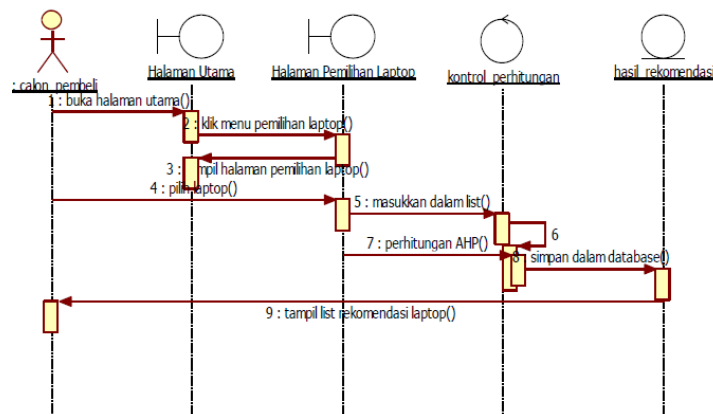 : calon_pembeli
Halaman Utama
Halaman Pemilihan Laptop
kontrol_perhitungan
hasil_rekomendasi
1 : buka halaman utama()
2 : klik menu pemilihan laptop()
3 : tampil halaman pemilihan laptop()
4 : pilih laptop()
5 : masukkan dalam list()
6
7 : perhitungan AHP()
8 : simpan dalam database()
9 : tampil list rekomendasi laptop()